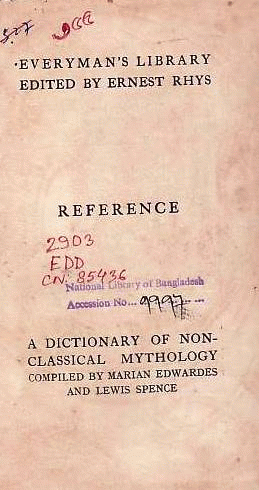 EVERYMAN'S LIBRARY
EDITED BY ERNEST RHYS
REFERENCE
2903
EDD
CN: 85436
National Library of Bangladesh
Accession No... 9997
A DICTIONARY OF NON-
CLASSICAL MYTHOLOGY
COMPILED BY MARIAN EDWARDES
AND LEWIS SPENCE